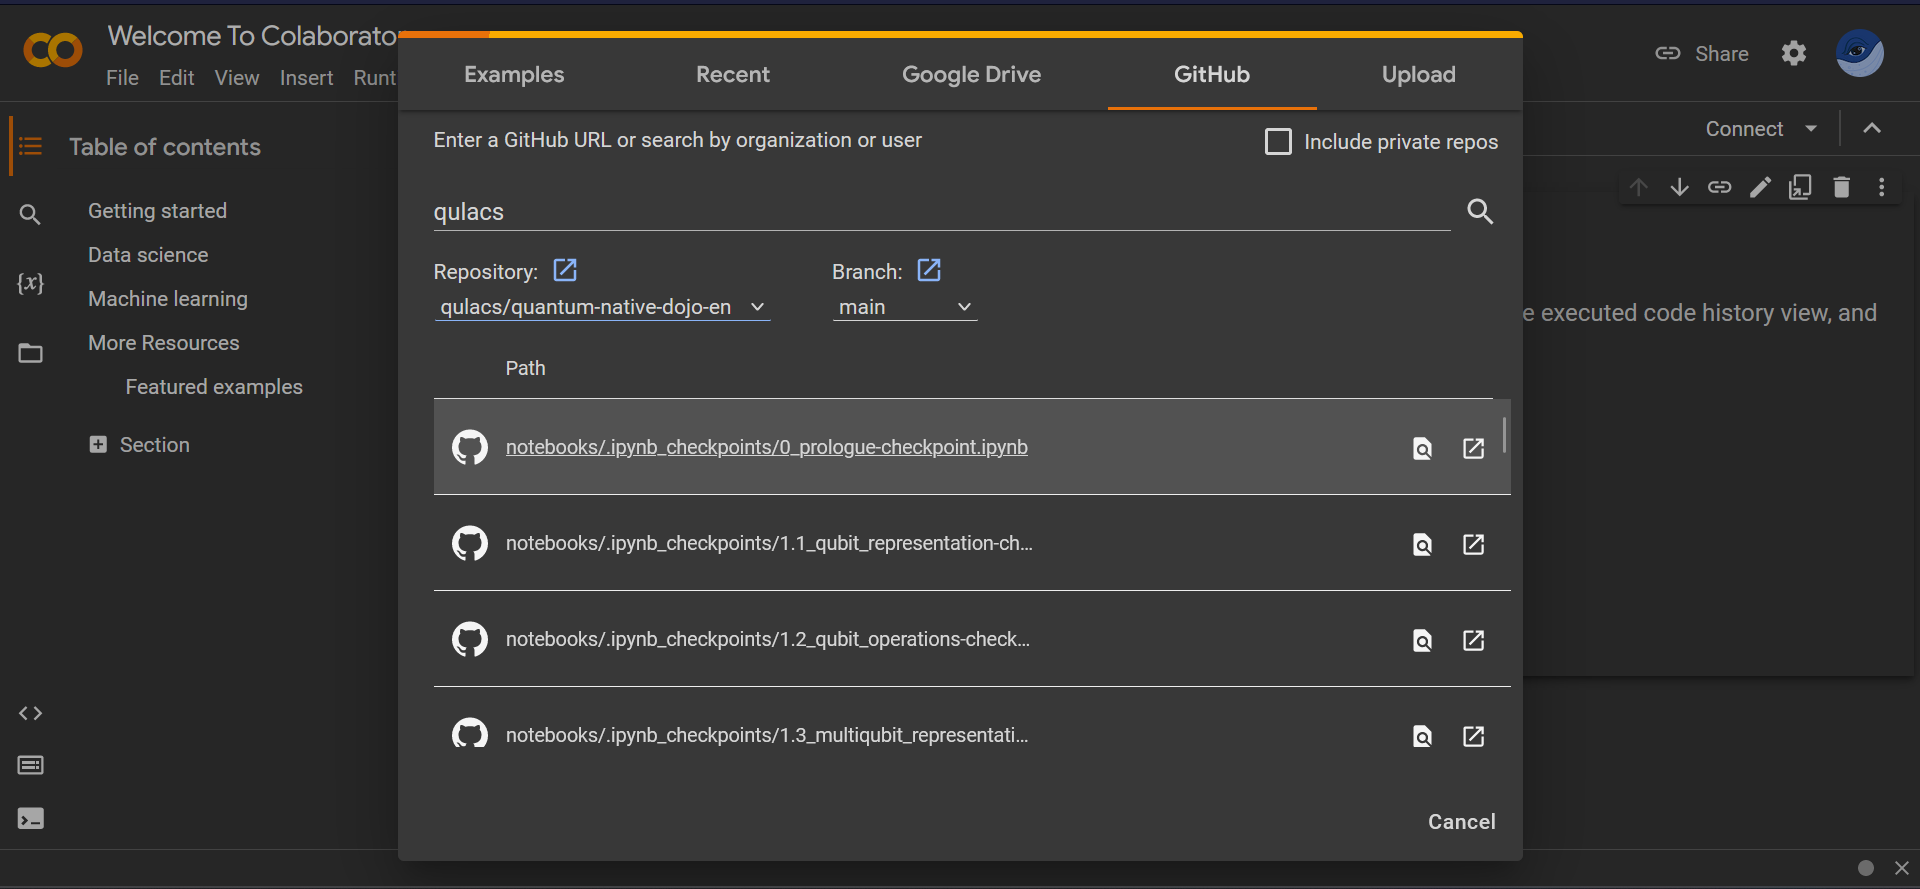 Welcome To Colaborato
File Edit View Insert Runt
Share
Examples Recent Google Drive GitHub Upload
Table of contents
Getting started
Data science
Machine learning
More Resources
Featured examples
Section
{x}
Enter a GitHub URL or search by organization or user
Include private repos
qulacs
Repository: Branch:
qulacs/quantum-native-dojo-en main
Path
notebooks/.ipynb_checkpoints/0_prologue-checkpoint.ipynb
notebooks/.ipynb_checkpoints/1.1_qubit_representation-ch...
notebooks/.ipynb_checkpoints/1.2_qubit_operations-check...
notebooks/.ipynb_checkpoints/1.3_multiqubit_representati...
Cancel
Connect
e executed code history view, and